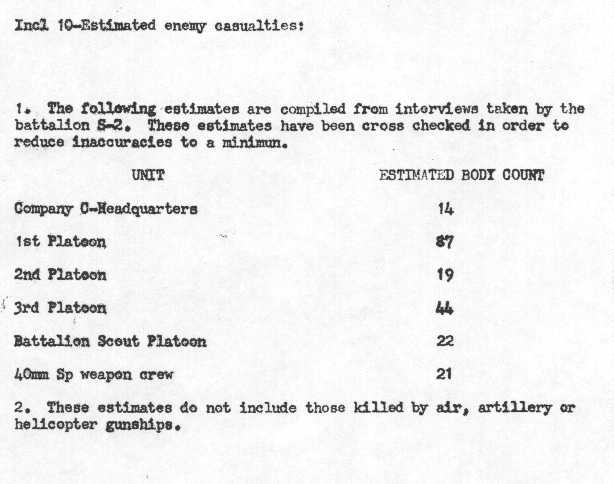 Incl 10-Estimated enemy casualties:
1. The following estimates are compiled from interviews taken by the
battalion S-2. These estimates have been cross checked in order to
reduce inaccuracies to a minimun.
UNIT ESTIMATED BODY COUNT
Company C-Headquarters 14
1st Platoon 87
2nd Platoon 19
3rd Platoon 44
Battalion Scout Platoon 22
40mm Sp weapon crew 21
2. These estimates do not include those killed by air, artillery or
helicopter gunships.